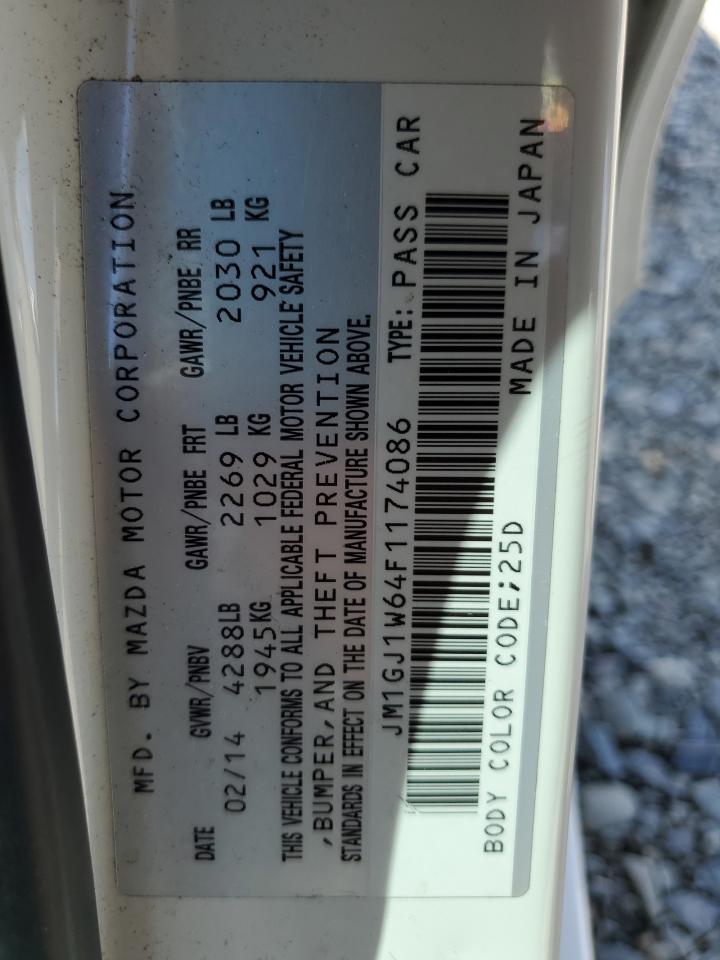 MFD. BY MAZDA MOTOR CORPORATION
DATE GVWR/PNBV GAWR/PNBE FRT GAWR/PNBE RR
02/14 4288LB 2269 LB 2030 LB
1945KG 1029 KG 921 KG
THIS VEHICLE CONFORMS TO ALL APPLICABLE FEDERAL MOTOR VEHICLE SAFETY
,BUMPER,AND THEFT PREVENTION
STANDARDS IN EFFECT ON THE DATE OF MANUFACTURE SHOWN ABOVE.
JM1GJ1W64F1174086 TYPE: PASS CAR
BODY COLOR CODE;25D MADE IN JAPAN